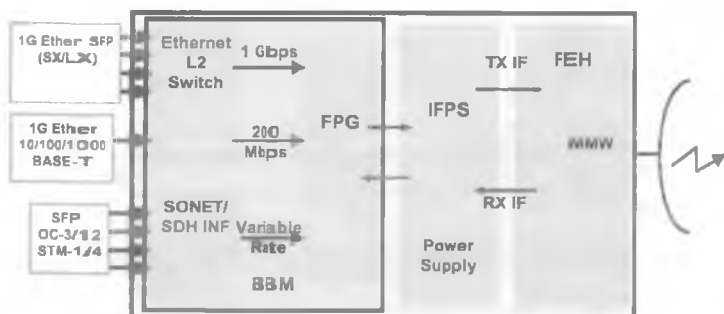 1G Ether SFP
(SX/LX)
Ethernet
L2
Switch
1 Gbps
1G Ether
10/100/1000
BASE-T
200
Mbps
FPG
SFP
OC-3/12
STM-1/4
SONET/
SDH INF
Variable
Rate
BBM
IFPS
Power
Supply
TX IF
FEH
MMW
RX IF